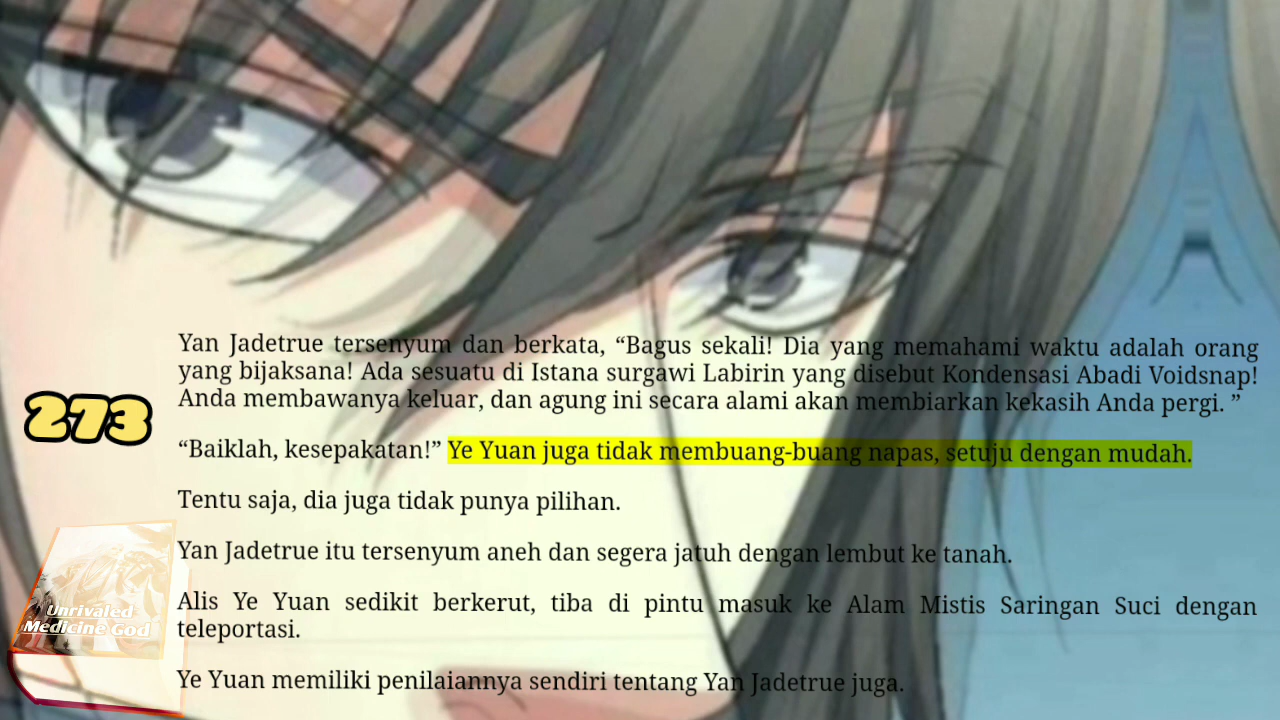 Yan Jadetrue tersenyum dan berkata, “Bagus sekali! Dia yang memahami waktu adalah orang
yang bijaksana! Ada sesuatu di Istana surgawi Labirin yang disebut Kondensasi Abadi Voidsnap!
Anda membawanya keluar, dan agung ini secara alami akan membiarkan kekasih Anda pergi. ”
273
“Baiklah, kesepakatan!” Ye Yuan juga tidak membuang-buang napas, setuju dengan mudah.
Tentu saja, dia juga tidak punya pilihan.
Yan Jadetrue itu tersenyum aneh dan segera jatuh dengan lembut ke tanah.
Alis Ye Yuan sedikit berkerut, tiba di pintu masuk ke Alam Mistis Saringan Suci dengan
teleportasi.
Unrivaled
Medicine God
Ye Yuan memiliki penilaiannya sendiri tentang Yan Jadetrue juga.